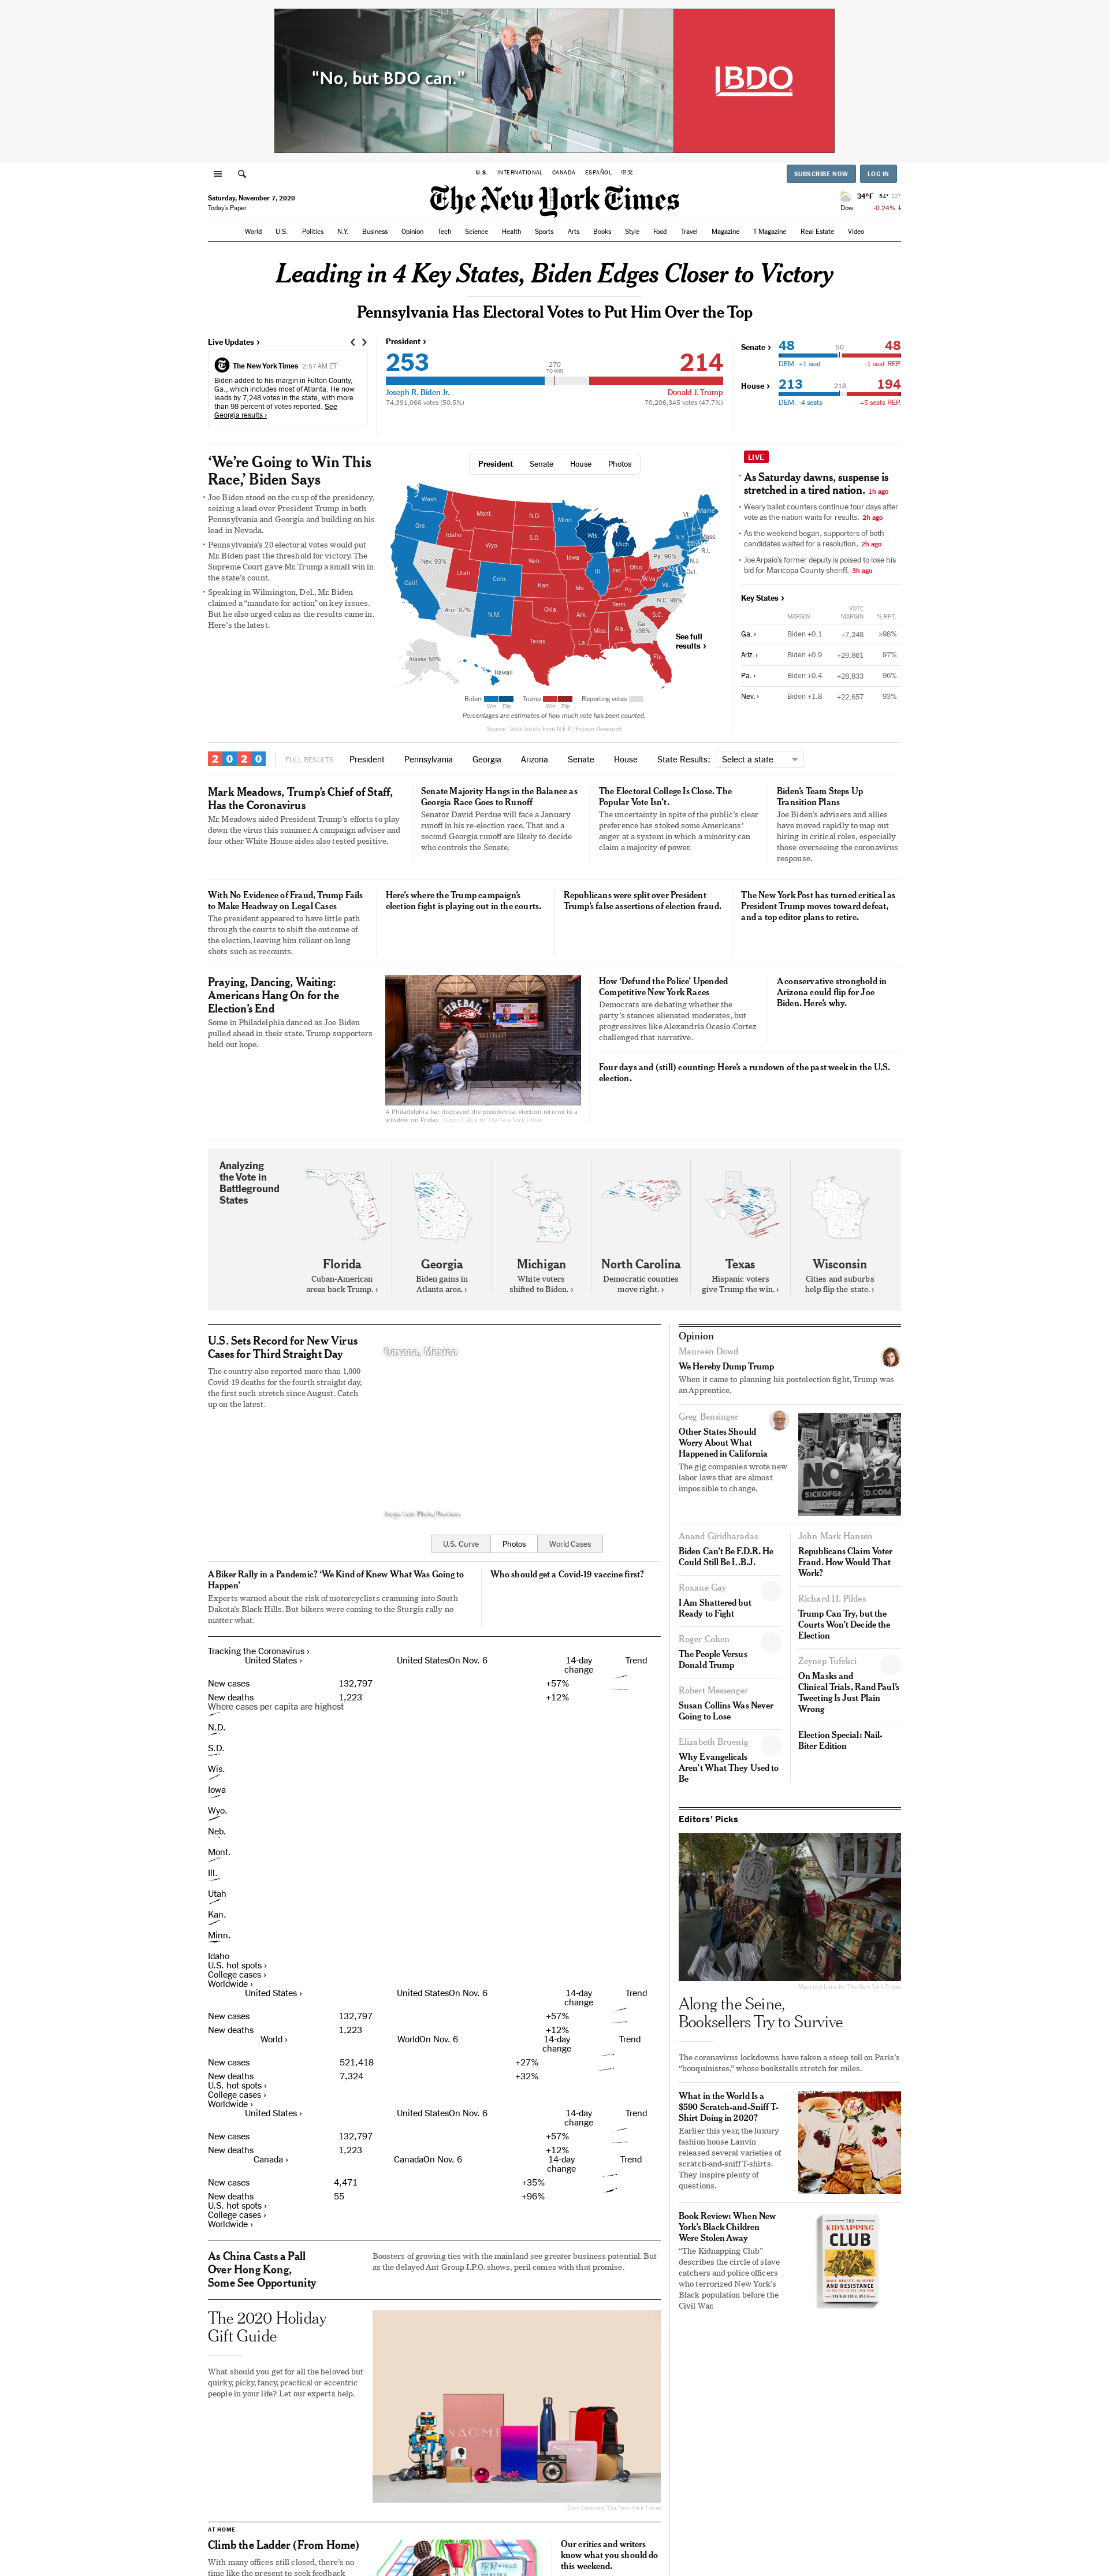 “No, but BDO can.”
BDO
U.S. INTERNATIONAL CANADA ESPAÑOL 中文
SUBSCRIBE NOW LOG IN
The New York Times
Saturday, November 7, 2020
Today’s Paper
34°F 54° 32°
Dow -0.24% ↓
World U.S. Politics N.Y. Business Opinion Tech Science Health Sports Arts Books Style Food Travel Magazine T Magazine Real Estate Video
Leading in 4 Key States, Biden Edges Closer to Victory
Pennsylvania Has Electoral Votes to Put Him Over the Top
Live Updates ›
The New York Times 2:57 AM ET
Biden added to his margin in Fulton County,
Ga., which includes most of Atlanta. He now
leads by 7,248 votes in the state, with more
than 98 percent of votes reported. See
Georgia results ›
President ›
253 214
270
TO WIN
Joseph R. Biden Jr. Donald J. Trump
74,391,066 votes (50.5%) 70,206,345 votes (47.7%)
Senate › 48 50 48
DEM. +1 seat -1 seat REP.
House › 213 218 194
DEM. -4 seats +5 seats REP.
‘We’re Going to Win This
Race,’ Biden Says
• Joe Biden stood on the cusp of the presidency,
seizing a lead over President Trump in both
Pennsylvania and Georgia and building on his
lead in Nevada.
• Pennsylvania’s 20 electoral votes would put
Mr. Biden past the threshold for victory. The
Supreme Court gave Mr. Trump a small win in
the state’s count.
• Speaking in Wilmington, Del., Mr. Biden
claimed a “mandate for action” on key issues.
But he also urged calm as the results came in.
Here’s the latest.
President Senate House Photos
Wash.
Ore.
Calif.
Nev. 93%
Idaho
Mont.
Wyo.
Utah
Colo.
Ariz. 97%
N.M.
N.D.
S.D.
Neb.
Kan.
Okla.
Texas
Minn.
Iowa
Mo.
Ark.
La.
Wis.
Ill.
Mich.
Ind.
Ohio
Ky.
Tenn.
Miss.
Ala.
Ga.
>98%
Fla.
S.C.
N.C. 98%
Va.
W.Va.
Pa. 96%
N.Y.
Vt.
N.H.
Maine
Mass.
R.I.
Conn.
N.J.
Del.
Alaska 56%
Hawaii
See full
results ›
Biden Trump Reporting votes
Win Flip Win Flip
Percentages are estimates of how much vote has been counted.
Source: Vote totals from N.E.P./Edison Research
LIVE
• As Saturday dawns, suspense is
stretched in a tired nation. 1h ago
• Weary ballot counters continue four days after
vote as the nation waits for results. 2h ago
• As the weekend began, supporters of both
candidates waited for a resolution. 2h ago
• Joe Arpaio’s former deputy is poised to lose his
bid for Maricopa County sheriff. 3h ago
Key States ›
MARGIN VOTE MARGIN % RPT.
Ga. › Biden +0.1 +7,248 >98%
Ariz. › Biden +0.9 +29,861 97%
Pa. › Biden +0.4 +28,833 96%
Nev. › Biden +1.8 +22,657 93%
2020 FULL RESULTS President Pennsylvania Georgia Arizona Senate House State Results: Select a state
Mark Meadows, Trump’s Chief of Staff,
Has the Coronavirus
Mr. Meadows aided President Trump’s efforts to play
down the virus this summer. A campaign adviser and
four other White House aides also tested positive.
Senate Majority Hangs in the Balance as
Georgia Race Goes to Runoff
Senator David Perdue will face a January
runoff in his re-election race. That and a
second Georgia runoff are likely to decide
who controls the Senate.
The Electoral College Is Close. The
Popular Vote Isn’t.
The uncertainty in spite of the public’s clear
preference has stoked some Americans’
anger at a system in which a minority can
claim a majority of power.
Biden’s Team Steps Up
Transition Plans
Joe Biden’s advisers and allies
have moved rapidly to map out
hiring in critical roles, especially
those overseeing the coronavirus
response.
With No Evidence of Fraud, Trump Fails
to Make Headway on Legal Cases
The president appeared to have little path
through the courts to shift the outcome of
the election, leaving him reliant on long
shots such as recounts.
Here’s where the Trump campaign’s
election fight is playing out in the courts.
Republicans were split over President
Trump’s false assertions of election fraud.
The New York Post has turned critical as
President Trump moves toward defeat,
and a top editor plans to retire.
Praying, Dancing, Waiting:
Americans Hang On for the
Election’s End
Some in Philadelphia danced as Joe Biden
pulled ahead in their state. Trump supporters
held out hope.
FIREBALL
A Philadelphia bar displayed the presidential election returns in a
window on Friday. Victor J. Blue for The New York Times
How ‘Defund the Police’ Upended
Competitive New York Races
Democrats are debating whether the
party’s stances alienated moderates, but
progressives like Alexandria Ocasio-Cortez
challenged that narrative.
A conservative stronghold in
Arizona could flip for Joe
Biden. Here’s why.
Four days and (still) counting: Here’s a rundown of the past week in the U.S.
election.
Analyzing
the Vote in
Battleground
States
Florida
Cuban-American
areas back Trump. ›
Georgia
Biden gains in
Atlanta area. ›
Michigan
White voters
shifted to Biden. ›
North Carolina
Democratic counties
move right. ›
Texas
Hispanic voters
give Trump the win. ›
Wisconsin
Cities and suburbs
help flip the state. ›
U.S. Sets Record for New Virus
Cases for Third Straight Day
The country also reported more than 1,000
Covid-19 deaths for the fourth straight day,
the first such stretch since August. Catch
up on the latest.
Oaxaca, Mexico
Jorge Luis Plata/Reuters
U.S. Curve Photos World Cases
A Biker Rally in a Pandemic? ‘We Kind of Knew What Was Going to
Happen’
Experts warned about the risk of motorcyclists cramming into South
Dakota’s Black Hills. But bikers were coming to the Sturgis rally no
matter what.
Who should get a Covid-19 vaccine first?
Tracking the Coronavirus ›
United States › United StatesOn Nov. 6 14-day change Trend
New cases 132,797 +57%
New deaths 1,223 +12%
Where cases per capita are highest
N.D.
S.D.
Wis.
Iowa
Wyo.
Neb.
Mont.
Ill.
Utah
Kan.
Minn.
Idaho
U.S. hot spots ›
College cases ›
Worldwide ›
United States › United StatesOn Nov. 6 14-day change Trend
New cases 132,797 +57%
New deaths 1,223 +12%
World › WorldOn Nov. 6 14-day change Trend
New cases 521,418 +27%
New deaths 7,324 +32%
U.S. hot spots ›
College cases ›
Worldwide ›
United States › United StatesOn Nov. 6 14-day change Trend
New cases 132,797 +57%
New deaths 1,223 +12%
Canada › CanadaOn Nov. 6 14-day change Trend
New cases 4,471 +35%
New deaths 55 +96%
U.S. hot spots ›
College cases ›
Worldwide ›
As China Casts a Pall
Over Hong Kong,
Some See Opportunity
Boosters of growing ties with the mainland see greater business potential. But
as the delayed Ant Group I.P.O. shows, peril comes with that promise.
The 2020 Holiday
Gift Guide
What should you get for all the beloved but
quirky, picky, fancy, practical or eccentric
people in your life? Let our experts help.
NAOMI
Tony Cenicola/The New York Times
AT HOME
Climb the Ladder (From Home)
With many offices still closed, there’s no
time like the present to seek feedback
Our critics and writers
know what you should do
this weekend.
Opinion
Maureen Dowd
We Hereby Dump Trump
When it came to planning his postelection fight, Trump was
an Apprentice.
Greg Bensinger
Other States Should
Worry About What
Happened in California
The gig companies wrote new
labor laws that are almost
impossible to change.
Anand Giridharadas
Biden Can’t Be F.D.R. He
Could Still Be L.B.J.
Roxane Gay
I Am Shattered but
Ready to Fight
Roger Cohen
The People Versus
Donald Trump
Robert Messenger
Susan Collins Was Never
Going to Lose
Elizabeth Bruenig
Why Evangelicals
Aren’t What They Used to
Be
John Mark Hansen
Republicans Claim Voter
Fraud. How Would That
Work?
Richard H. Pildes
Trump Can Try, but the
Courts Won’t Decide the
Election
Zeynep Tufekci
On Masks and
Clinical Trials, Rand Paul’s
Tweeting Is Just Plain
Wrong
Election Special: Nail-
Biter Edition
Editors’ Picks
Mauricio Lima for The New York Times
Along the Seine,
Booksellers Try to Survive
The coronavirus lockdowns have taken a steep toll on Paris’s
“bouquinistes,” whose bookstalls stretch for miles.
What in the World Is a
$590 Scratch-and-Sniff T-
Shirt Doing in 2020?
Earlier this year, the luxury
fashion house Lanvin
released several varieties of
scratch-and-sniff T-shirts.
They inspire plenty of
questions.
Book Review: When New
York’s Black Children
Were Stolen Away
“The Kidnapping Club”
describes the circle of slave
catchers and police officers
who terrorized New York’s
Black population before the
Civil War.
THE
KIDNAPPING
CLUB
AND RESISTANCE